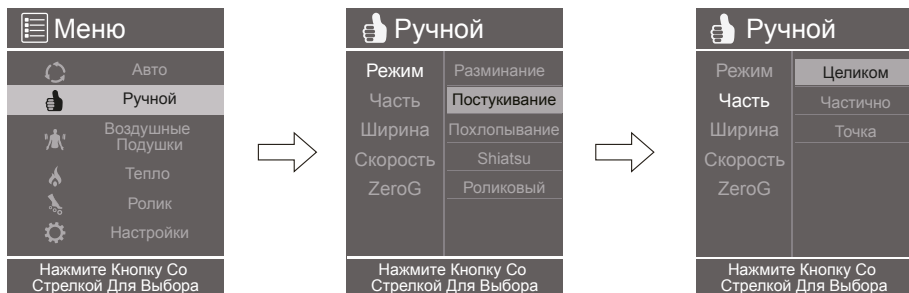 Меню
Авто
Ручной
Воздушные
Подушки
Тепло
Ролик
Настройки
Нажмите Кнопку Со
Стрелкой Для Выбора
Ручной
Режим
Часть
Ширина
Скорость
ZeroG
Разминание
Постукивание
Похлопывание
Shiatsu
Роликовый
Нажмите Кнопку Со
Стрелкой Для Выбора
Ручной
Режим
Часть
Ширина
Скорость
ZeroG
Целиком
Частично
Точка
Нажмите Кнопку Со
Стрелкой Для Выбора